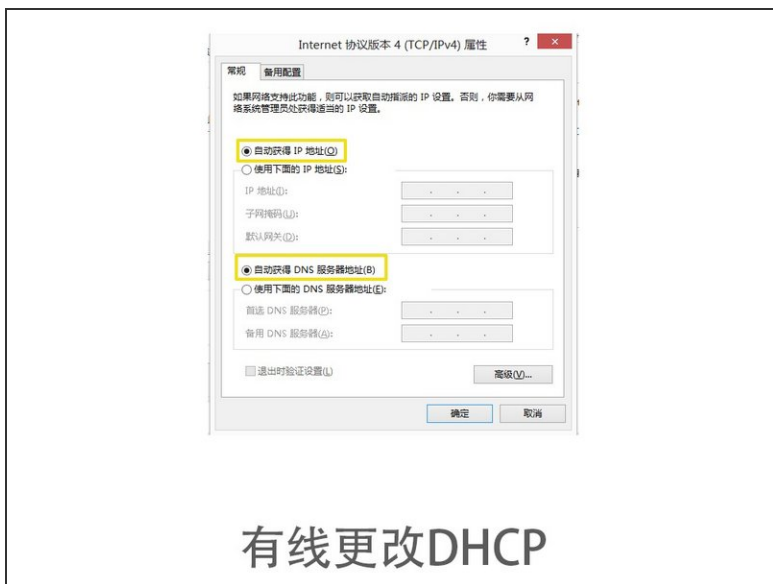 Internet 协议版本 4 (TCP/IPv4) 属性
?
×
常规
备用配置
如果网络支持此功能，则可以获取自动指派的 IP 设置。否则，你需要从网
络系统管理员处获得适当的 IP 设置。
自动获得 IP 地址(O)
使用下面的 IP 地址(S):
IP 地址(I):
子网掩码(U):
默认网关(D):
自动获得 DNS 服务器地址(B)
使用下面的 DNS 服务器地址(E):
首选 DNS 服务器(P):
备用 DNS 服务器(A):
退出时验证设置(L)
高级(V)...
确定
取消
有线更改DHCP